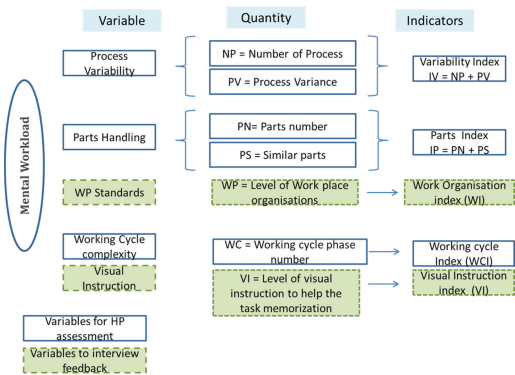 Variable
Quantity
Indicators
Mental Workload
Process
Variability
NP = Number of Process
PV = Process Variance
Variability Index
IV = NP + PV
Parts Handling
PN= Parts number
PS = Similar parts
Parts Index
IP = PN + PS
WP Standards
WP = Level of Work place
organisations
Work Organisation
index (WI)
Working Cycle
complexity
WC = Working cycle phase
number
Working cycle
Index (WCI)
Visual
Instruction
VI = Level of visual
instruction to help the
task memorization
Visual Instruction
index (VI)
Variables for HP
assessment
Variables to interview
feedback